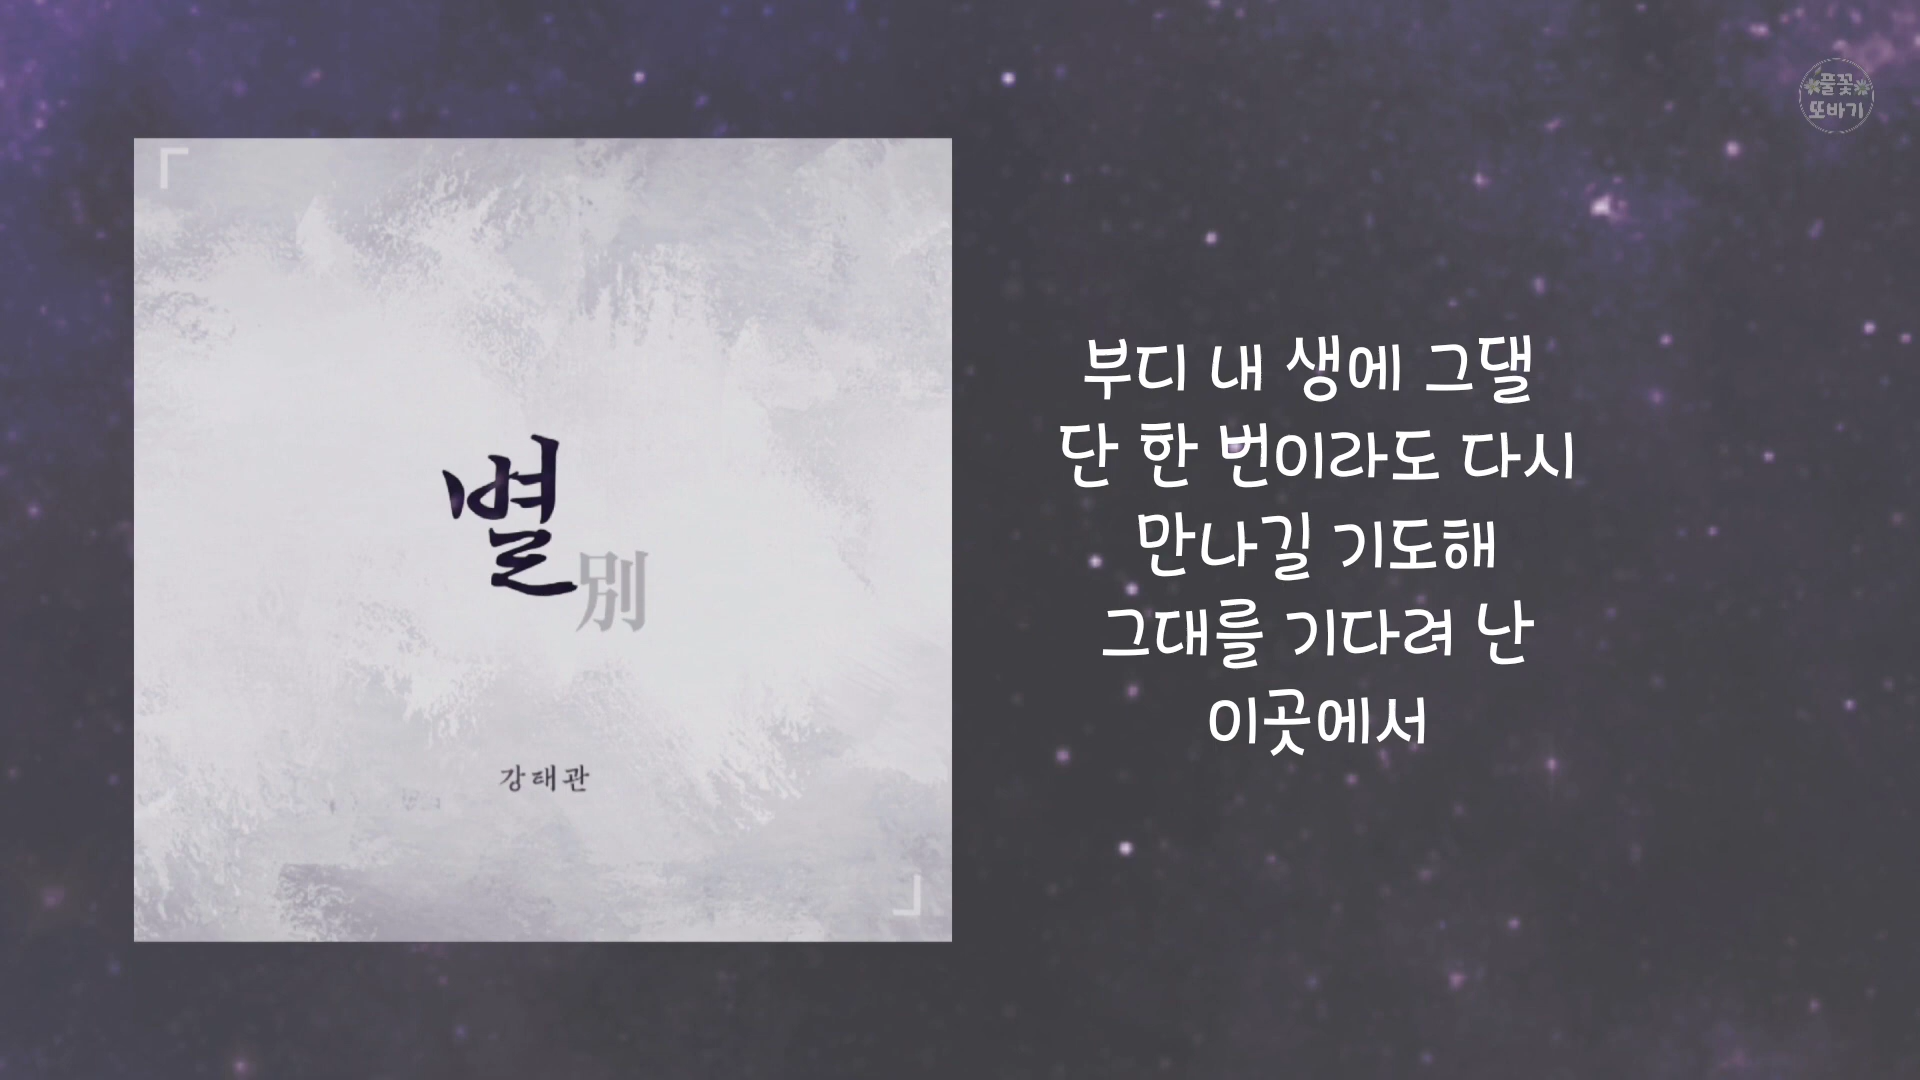 별
別
강태관
부디 내 생에 그댈
단 한 번이라도 다시
만나길 기도해
그대를 기다려 난
이곳에서
풀꽃
또바기